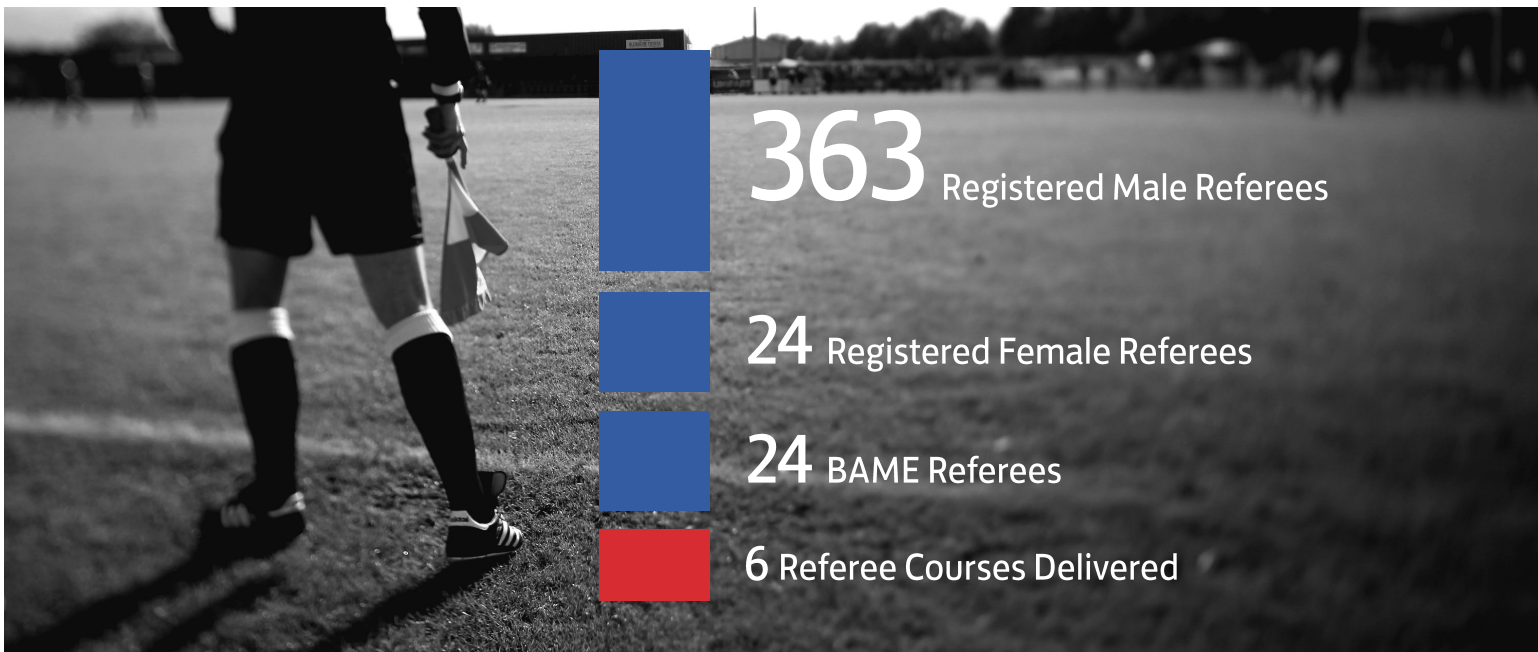 363 Registered Male Referees
24 Registered Female Referees
24 BAME Referees
6 Referee Courses Delivered